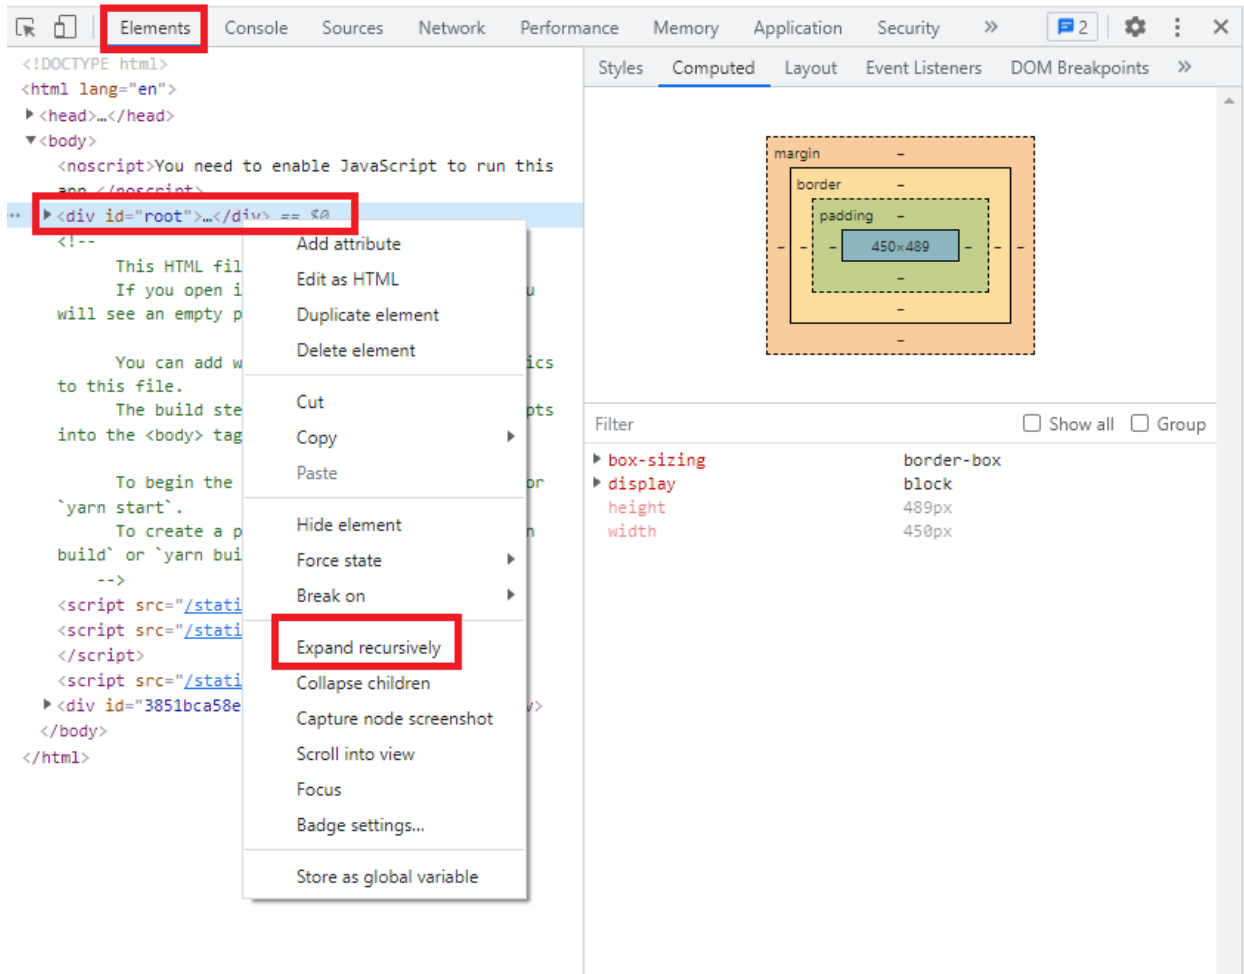 Elements Console Sources Network Performance Memory Application Security » 2
<!DOCTYPE html>
<html lang="en">
<head>…</head>
<body>
<noscript>You need to enable JavaScript to run this
app.</noscript>
<div id="root">…</div> == $0
<!--
This HTML fil
If you open i u
will see an empty p
You can add w ics
to this file.
The build ste pts
into the <body> tag
To begin the or
`yarn start`.
To create a p n
build` or `yarn bui
-->
<script src="/stati
<script src="/stati
</script>
<script src="/stati
<div id="3851bca58e v>
</body>
</html>
Add attribute
Edit as HTML
Duplicate element
Delete element
Cut
Copy
Paste
Hide element
Force state
Break on
Expand recursively
Collapse children
Capture node screenshot
Scroll into view
Focus
Badge settings...
Store as global variable
Styles Computed Layout Event Listeners DOM Breakpoints »
margin –
border –
padding –
- - - 450×489 - - -
–
–
–
Filter Show all Group
box-sizing border-box
display block
height 489px
width 450px